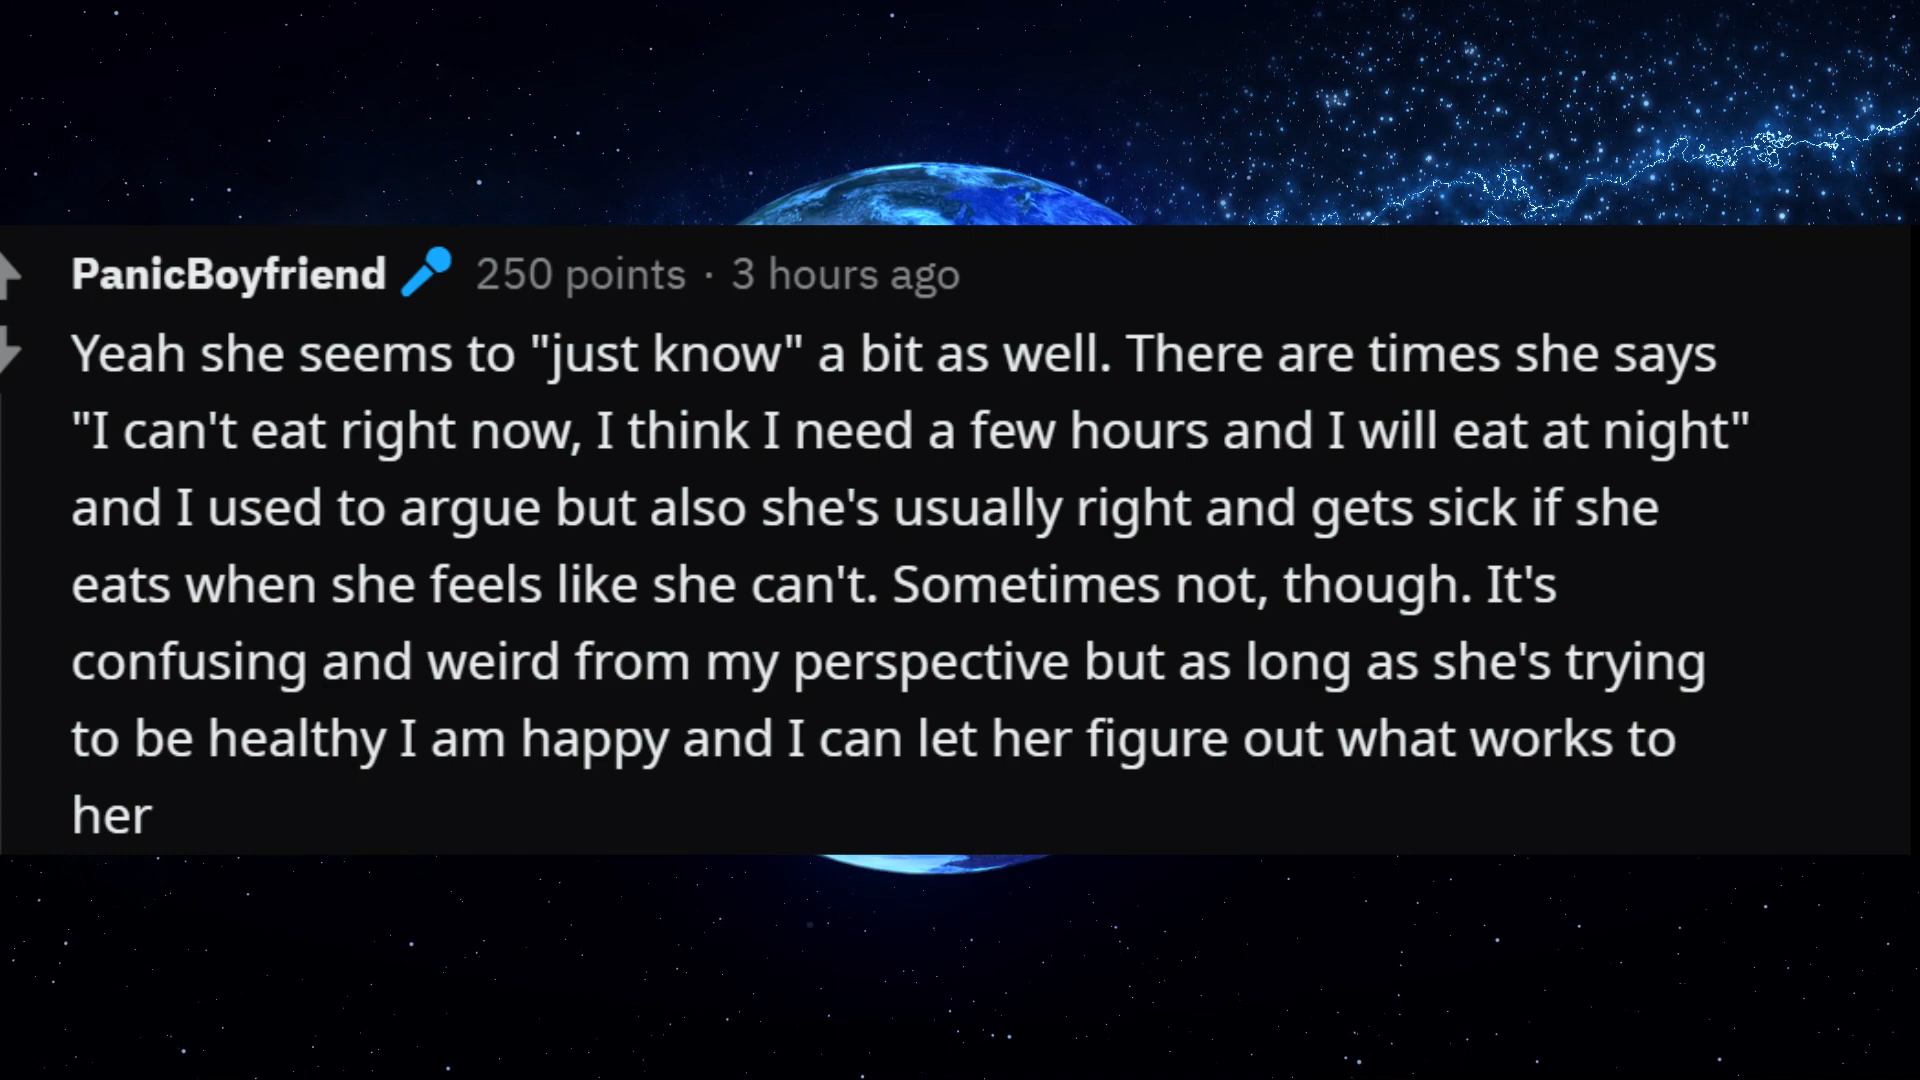 PanicBoyfriend 250 points · 3 hours ago
Yeah she seems to "just know" a bit as well. There are times she says
"I can't eat right now, I think I need a few hours and I will eat at night"
and I used to argue but also she's usually right and gets sick if she
eats when she feels like she can't. Sometimes not, though. It's
confusing and weird from my perspective but as long as she's trying
to be healthy I am happy and I can let her figure out what works to
her